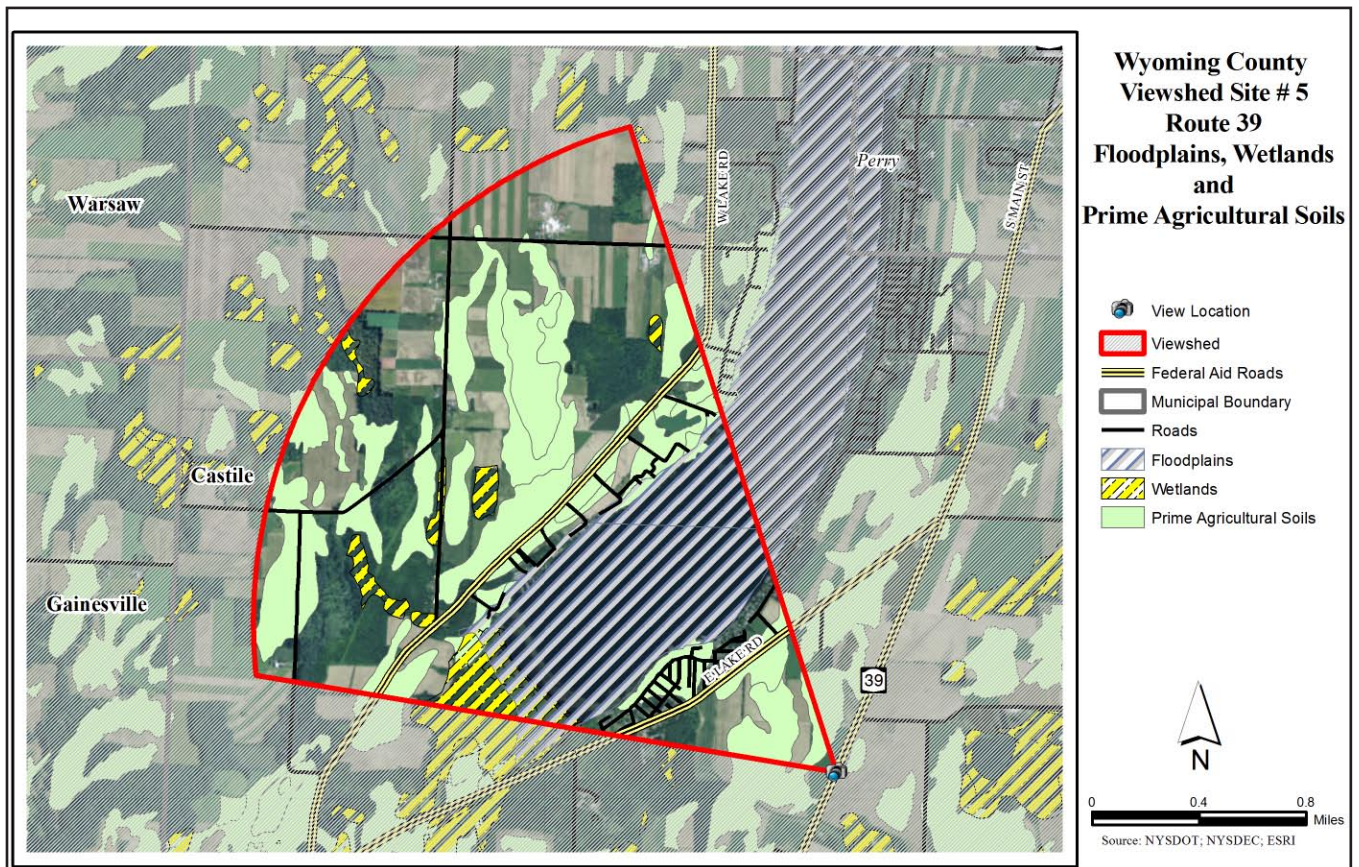 Wyoming County
Viewshed Site # 5
Route 39
Floodplains, Wetlands
and
Prime Agricultural Soils
View Location
Viewshed
Federal Aid Roads
Municipal Boundary
Roads
Floodplains
Wetlands
Prime Agricultural Soils
N
0 0.4 0.8
Miles
Source: NYSDOT; NYSDEC; ESRI
Warsaw
Perry
W LAKE RD
S MAIN ST
Castile
Gainesville
E LAKE RD
39